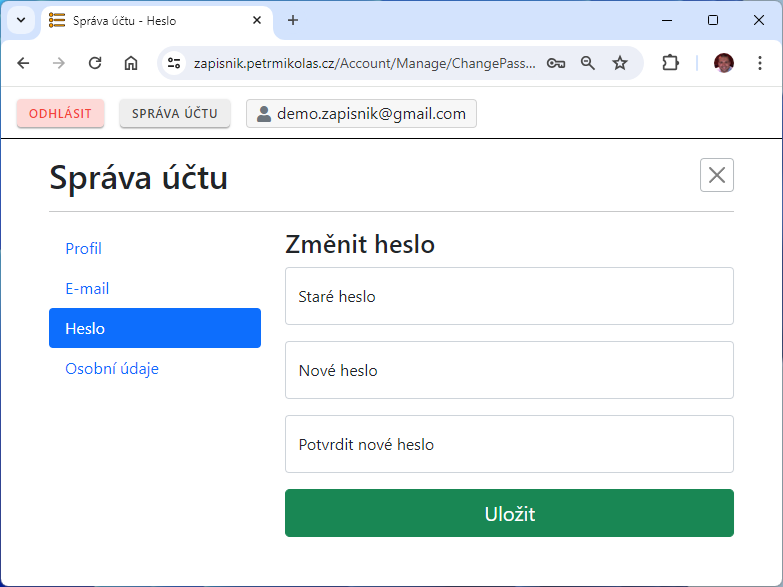 Správa účtu - Heslo
zapisnik.petrmikolas.cz/Account/Manage/ChangePass...
ODHLÁSIT
SPRÁVA ÚČTU
demo.zapisnik@gmail.com
Správa účtu
Profil
E-mail
Heslo
Osobní údaje
Změnit heslo
Staré heslo
Nové heslo
Potvrdit nové heslo
Uložit